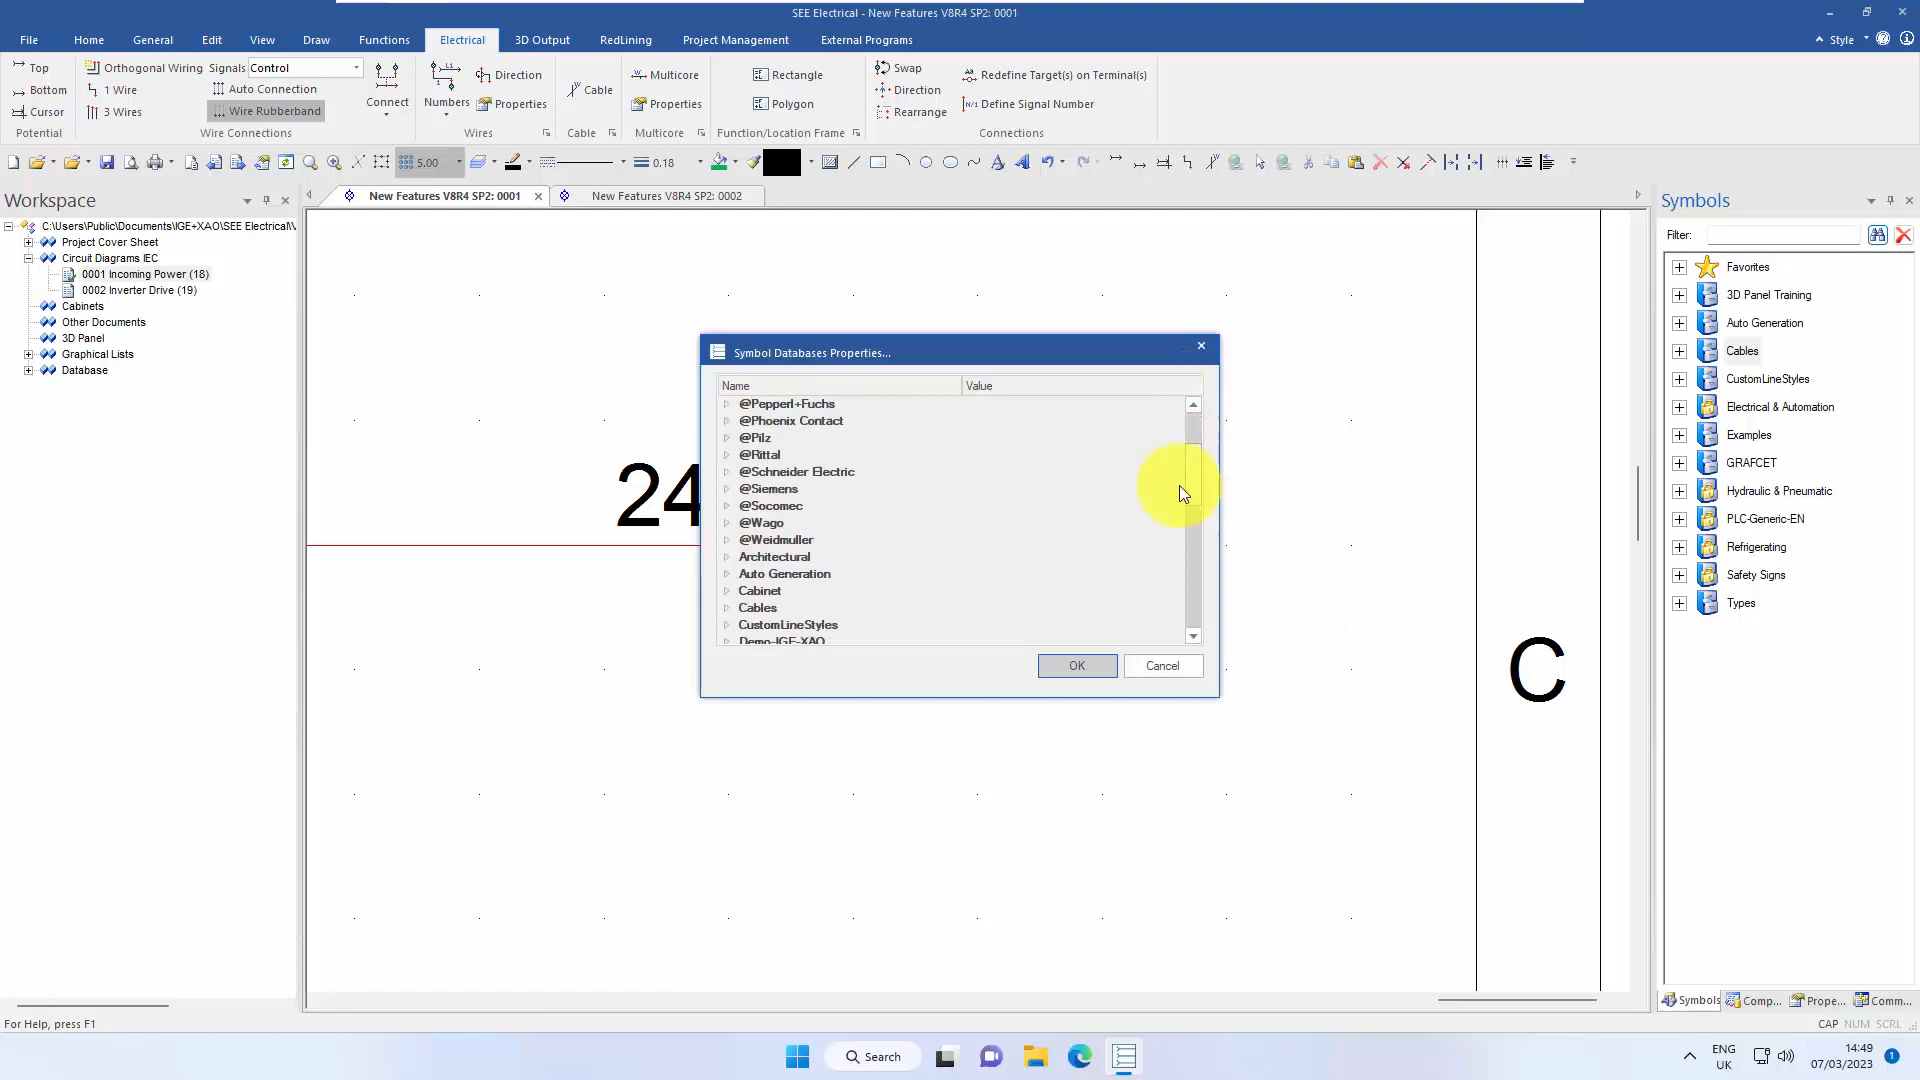 SEE Electrical - New Features V8R4 SP2: 0001
File Home General Edit View Draw Functions Electrical 3D Output RedLining Project Management External Programs Style
Top Orthogonal Wiring Signals Control Direction Multicore Rectangle Swap Redefine Target(s) on Terminal(s)
Bottom 1 Wire Auto Connection Connect Numbers Cable Direction
Cursor 3 Wires Wire Rubberband Properties Properties Polygon Rearrange Define Signal Number
Potential Wire Connections Wires Cable Multicore Function/Location Frame Connections
5.00 0.18
Workspace
New Features V8R4 SP2: 0001
New Features V8R4 SP2: 0002
C:\Users\Public\Documents\IGE+XAO\SEE Electrical\V
Project Cover Sheet
Circuit Diagrams IEC
0001 Incoming Power (18)
0002 Inverter Drive (19)
Cabinets
Other Documents
3D Panel
Graphical Lists
Database
24
C
Symbol Databases Properties...
Name Value
@Pepperl+Fuchs
@Phoenix Contact
@Pilz
@Rittal
@Schneider Electric
@Siemens
@Socomec
@Wago
@Weidmuller
Architectural
Auto Generation
Cabinet
Cables
CustomLineStyles
Demo-IGE-XAO
OK Cancel
Symbols
Filter:
Favorites
3D Panel Training
Auto Generation
Cables
CustomLineStyles
Electrical & Automation
Examples
GRAFCET
Hydraulic & Pneumatic
PLC-Generic-EN
Refrigerating
Safety Signs
Types
Symbols Comp... Prope... Comm...
For Help, press F1
CAP NUM SCRL
Search
ENG
UK
14:49
07/03/2023
1